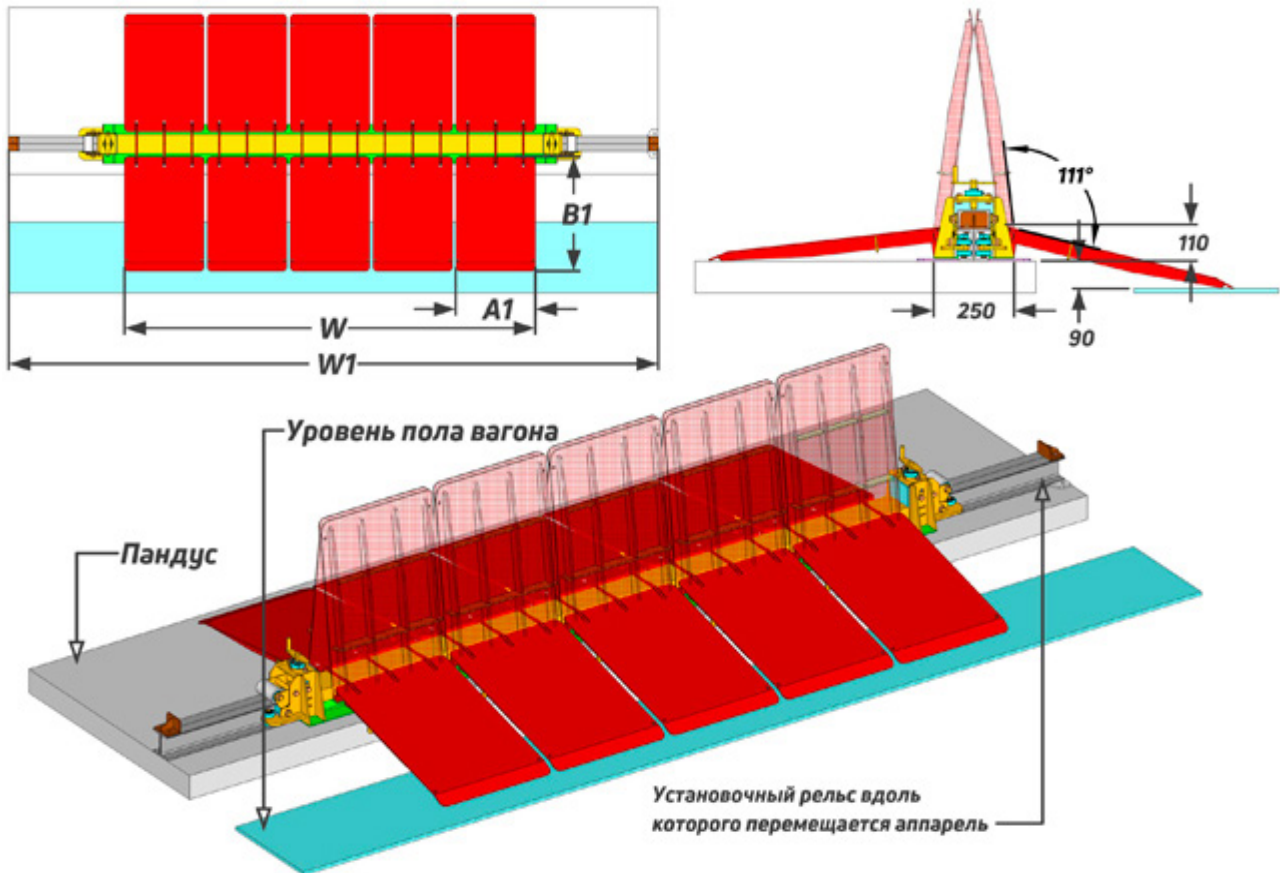 B1
A1
W
W1
111°
110
250
90
Уровень пола вагона
Пандус
Установочный рельс вдоль
которого перемещается аппарель